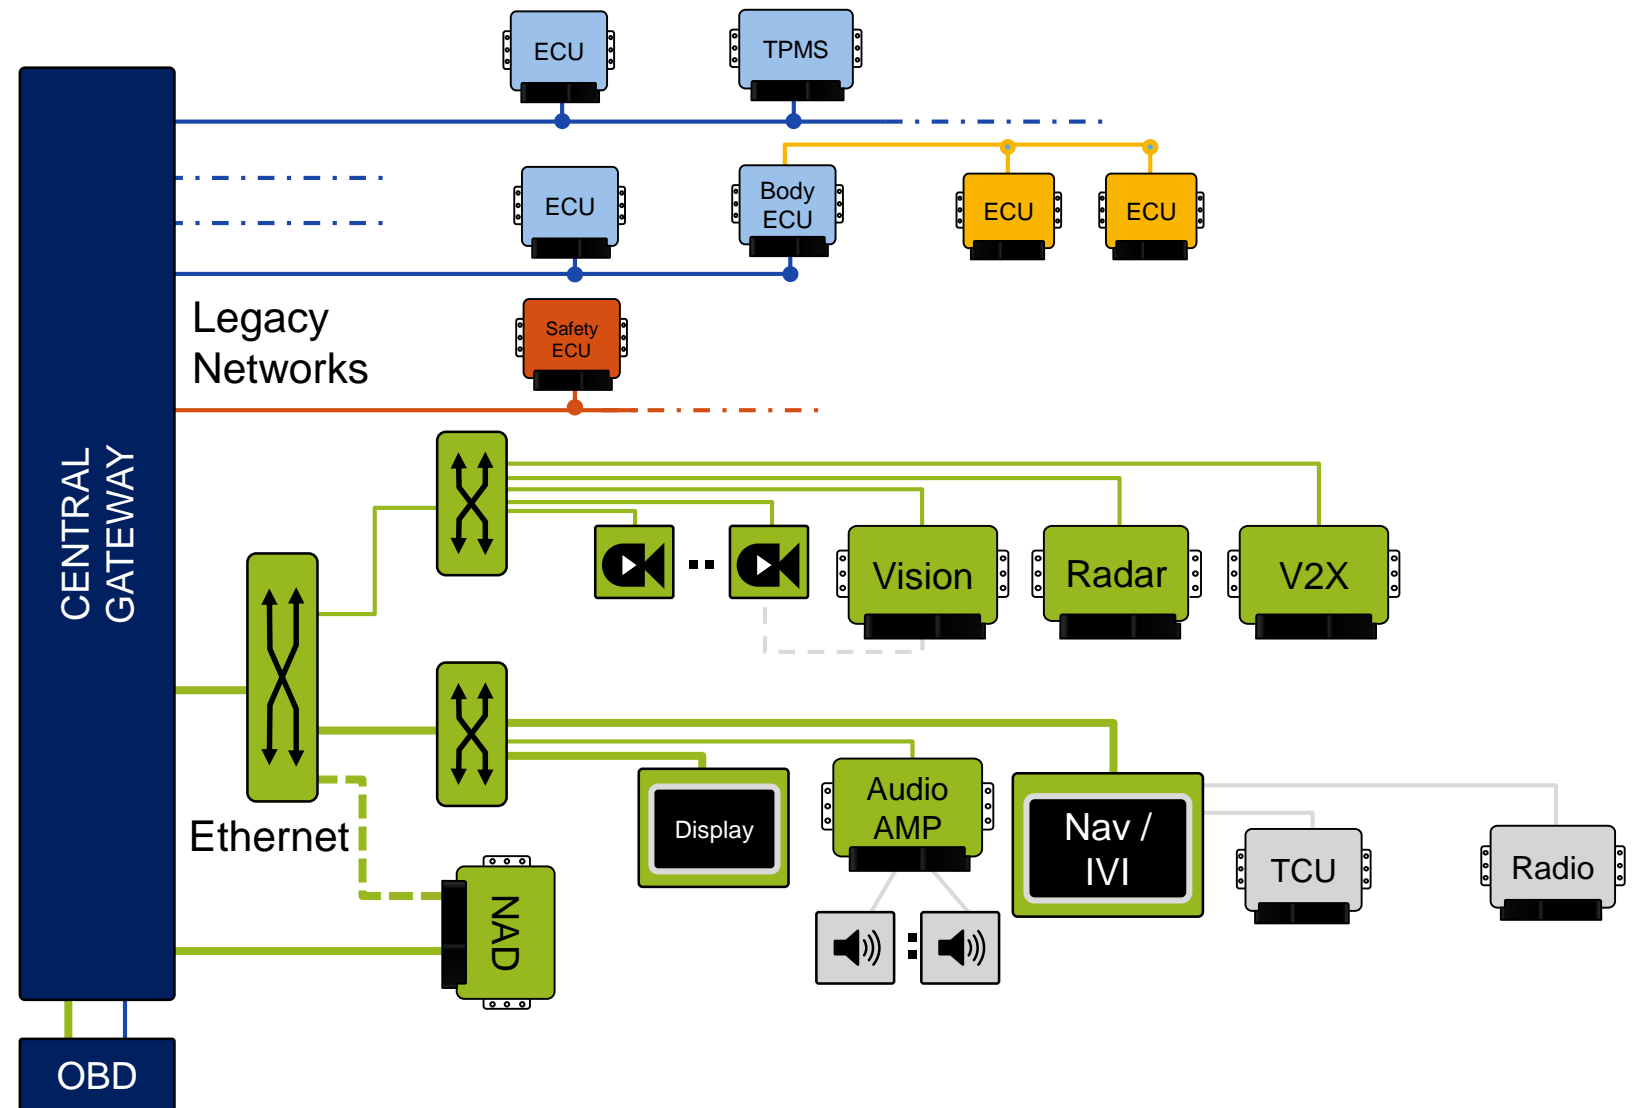 ECU
TPMS
ECU
Body
ECU
ECU
ECU
Legacy
Networks
Safety
ECU
CENTRAL
GATEWAY
Vision
Radar
V2X
Ethernet
Display
Audio
AMP
Nav /
IVI
TCU
Radio
NAD
OBD